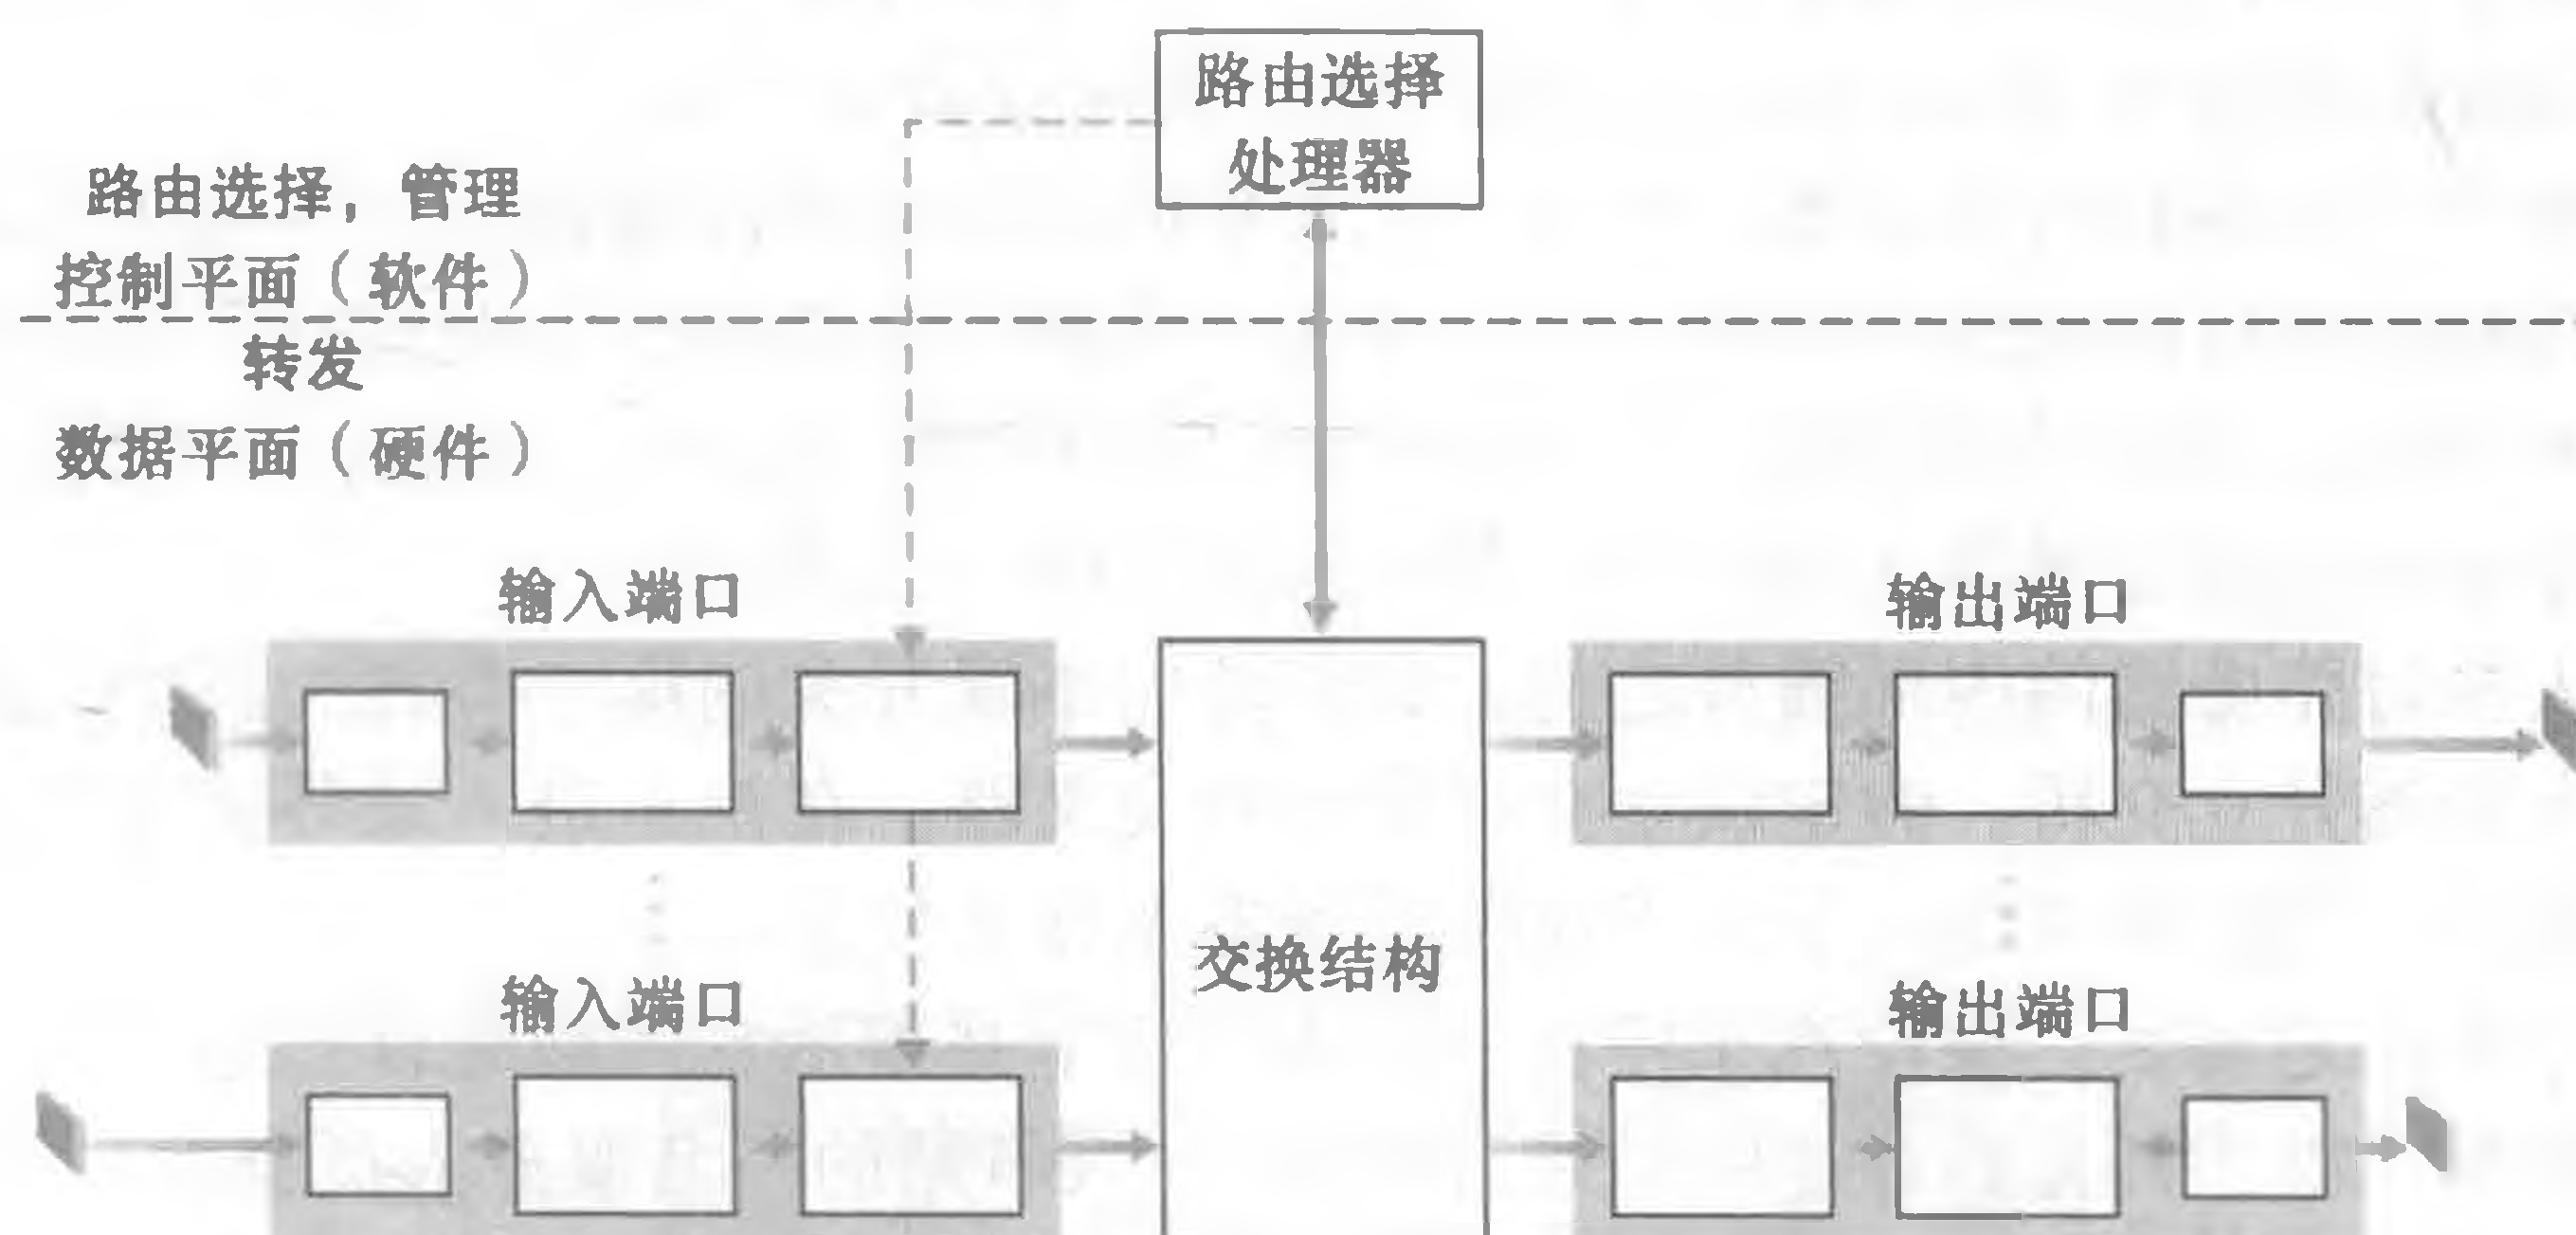 路由选择
处理器
路由选择，管理
控制平面（软件）
转发
数据平面（硬件）
输入端口
输出端口
交换结构
输入端口
输出端口